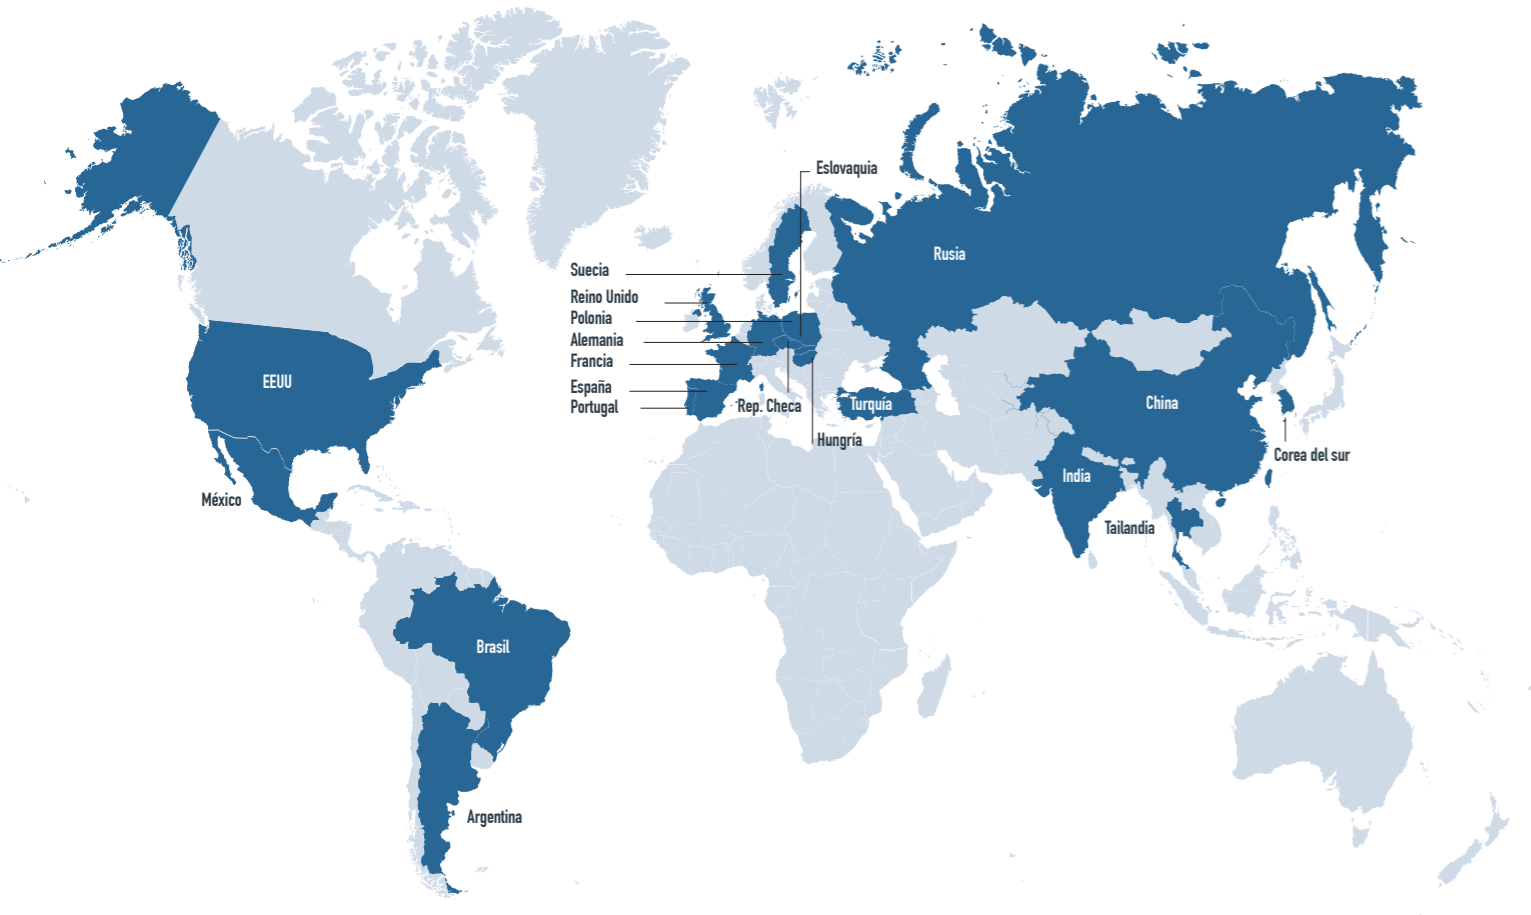 Eslovaquia
Rusia
Suecia
Reino Unido
Polonia
Alemania
Francia
España
Portugal
Rep. Checa
Turquía
Hungría
EEUU
México
China
Corea del sur
India
Tailandia
Brasil
Argentina